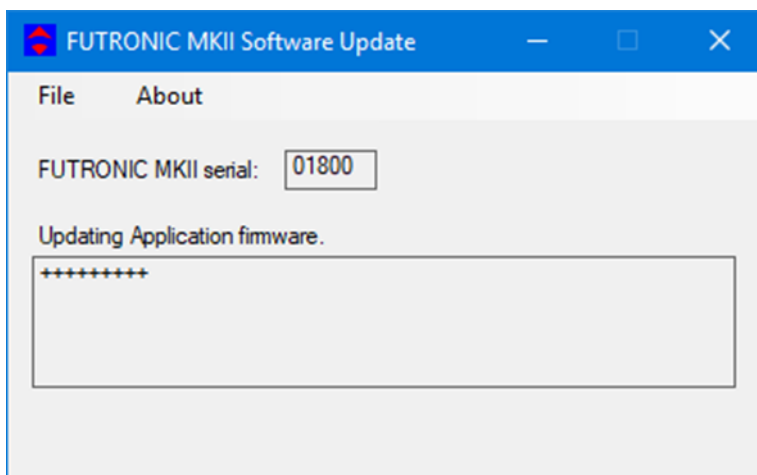 FUTRONIC MKII Software Update
File About
FUTRONIC MKII serial: 01800
Updating Application firmware.
+++++++++